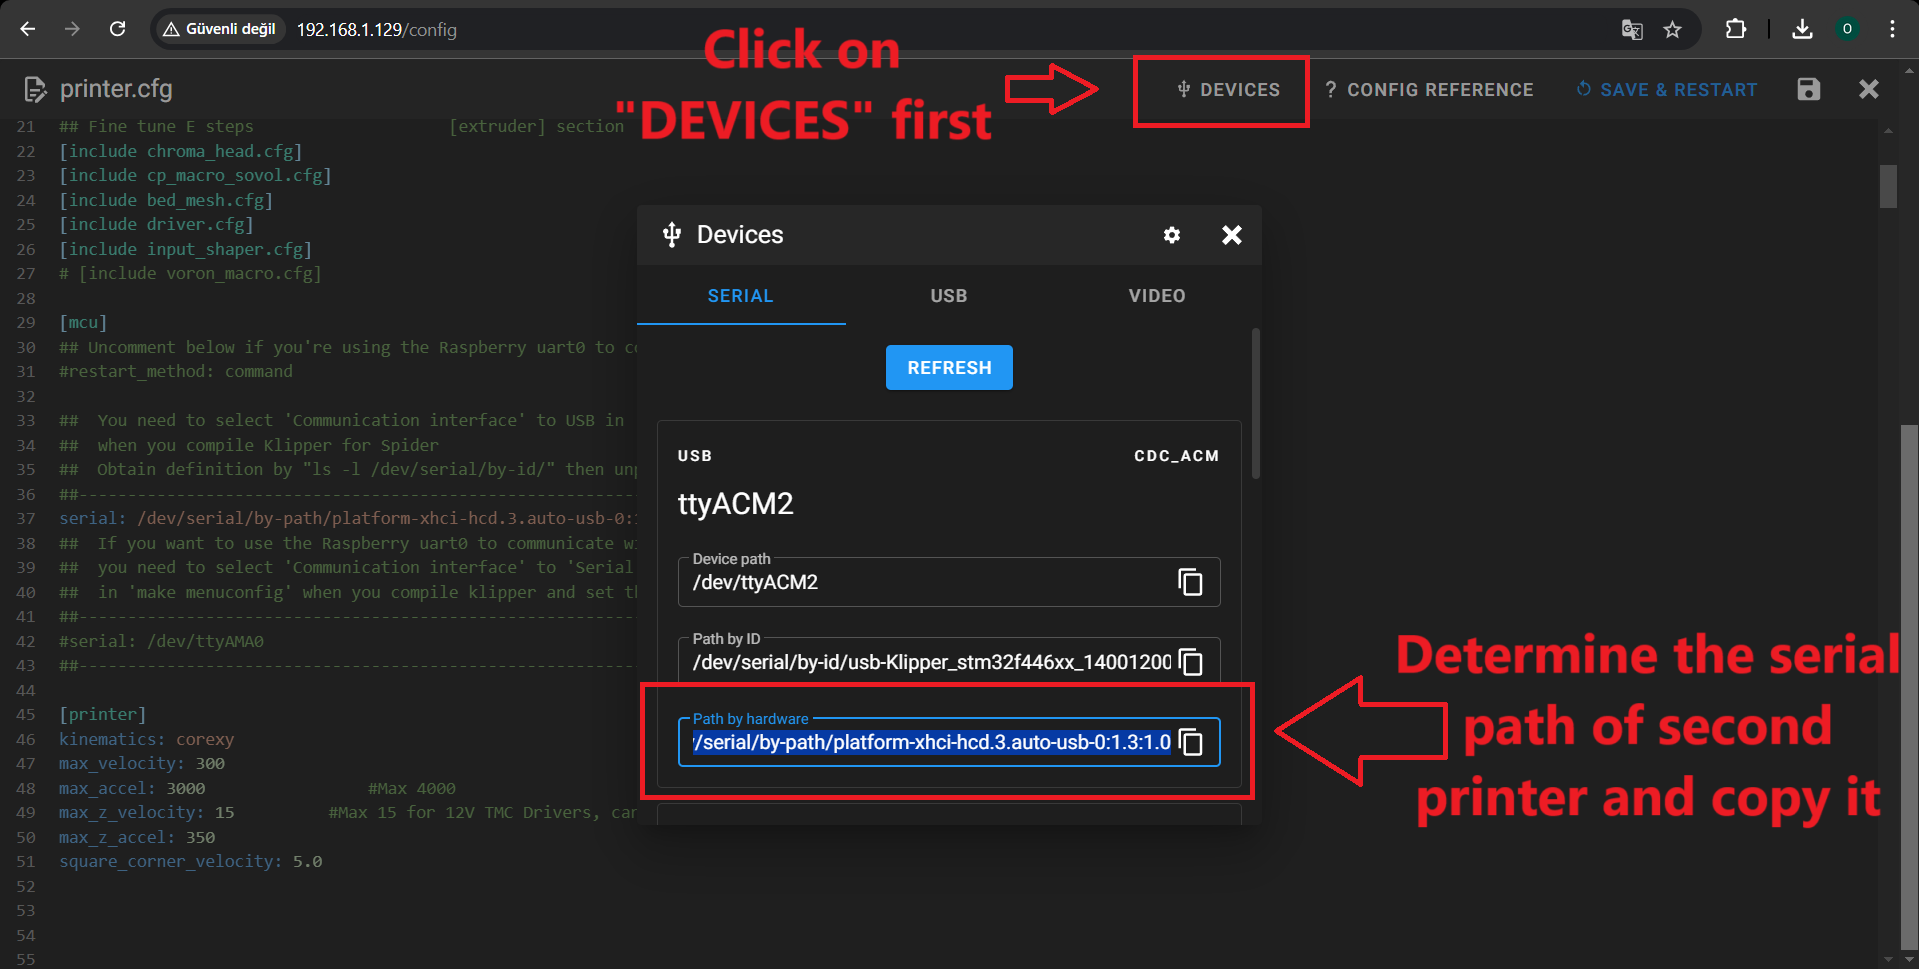 Güvenli değil
192.168.1.129/config
O
Click on
"DEVICES" first
printer.cfg
DEVICES
? CONFIG REFERENCE
SAVE & RESTART
21 ## Fine tune E steps [extruder] section
22 [include chroma_head.cfg]
23 [include cp_macro_sovol.cfg]
24 [include bed_mesh.cfg]
25 [include driver.cfg]
26 [include input_shaper.cfg]
27 # [include voron_macro.cfg]
28
29 [mcu]
30 ## Uncomment below if you're using the Raspberry uart0 to
31 #restart_method: command
32
33 ## You need to select 'Communication interface' to USB in
34 ## when you compile Klipper for Spider
35 ## Obtain definition by "ls -l /dev/serial/by-id/" then
36 ##----------------------------------------------------------
37 serial: /dev/serial/by-path/platform-xhci-hcd.3.auto-usb-0:
38 ## If you want to use the Raspberry uart0 to communicate
39 ## you need to select 'Communication interface' to 'Serial
40 ## in 'make menuconfig' when you compile klipper and set
41 ##----------------------------------------------------------
42 #serial: /dev/ttyAMA0
43 ##----------------------------------------------------------
44
45 [printer]
46 kinematics: corexy
47 max_velocity: 300
48 max_accel: 3000 #Max 4000
49 max_z_velocity: 15 #Max 15 for 12V TMC Drivers,
50 max_z_accel: 350
51 square_corner_velocity: 5.0
52
53
54
55
Devices
SERIAL
USB
VIDEO
REFRESH
USB
CDC_ACM
ttyACM2
Device path
/dev/ttyACM2
Path by ID
/dev/serial/by-id/usb-Klipper_stm32f446xx_14001200
Path by hardware
/serial/by-path/platform-xhci-hcd.3.auto-usb-0:1.3:1.0
Determine the serial
path of second
printer and copy it